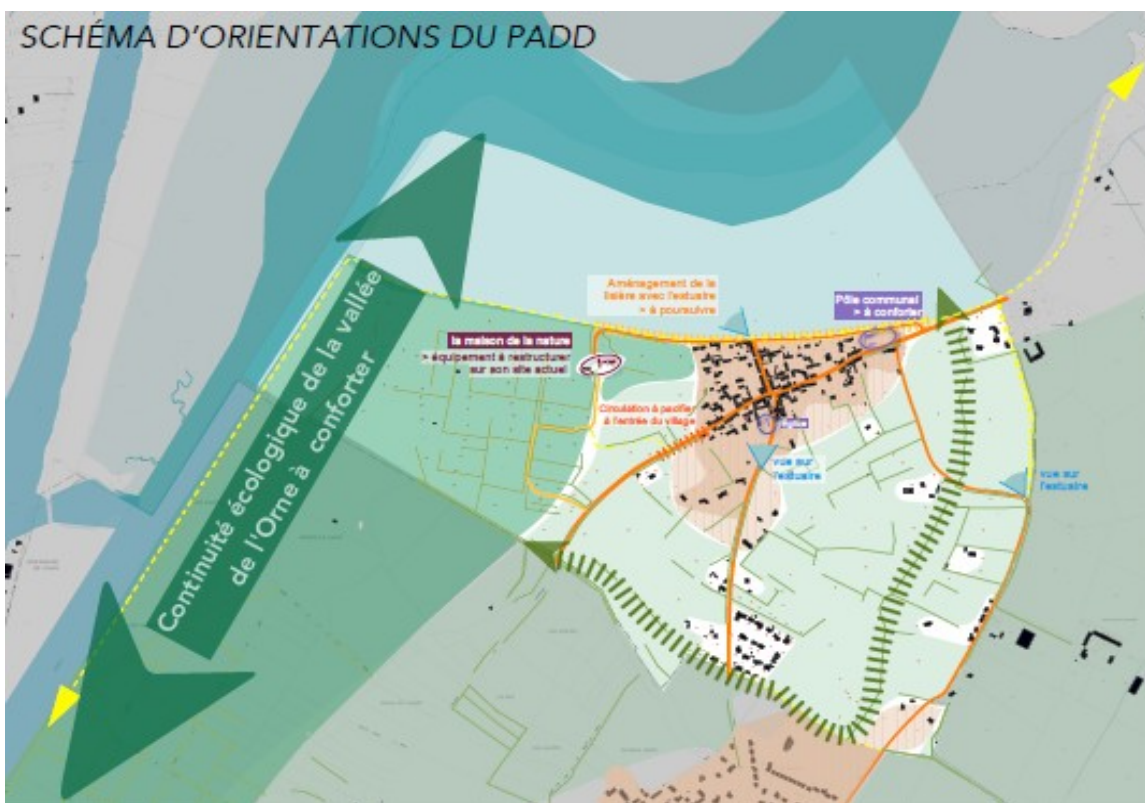 SCHÉMA D'ORIENTATIONS DU PADD
Aménagement de la
lisière avec l'estuaire
> à poursuivre
Pôle communal
> à conforter
la maison de la nature
> équipement à restructurer
sur son site actuel
Circulation à pacifier
à l'entrée du village
Eglise
vue sur
l'estuaire
vue sur
l'estuaire
Continuité écologique de la vallée
de l'Orne à conforter